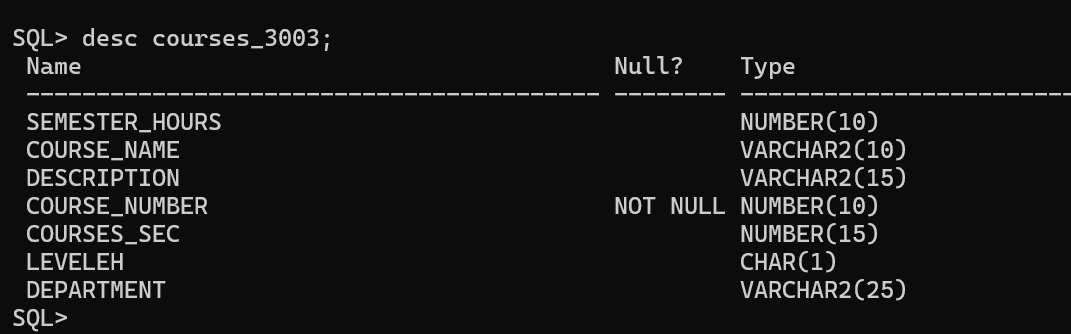 SQL> desc courses_3003;
 Name                                      Null?    Type
 ----------------------------------------- -------- ------------------------
 SEMESTER_HOURS                                     NUMBER(10)
 COURSE_NAME                                        VARCHAR2(10)
 DESCRIPTION                                        VARCHAR2(15)
 COURSE_NUMBER                             NOT NULL NUMBER(10)
 COURSES_SEC                                        NUMBER(15)
 LEVELEH                                            CHAR(1)
 DEPARTMENT                                         VARCHAR2(25)
SQL>